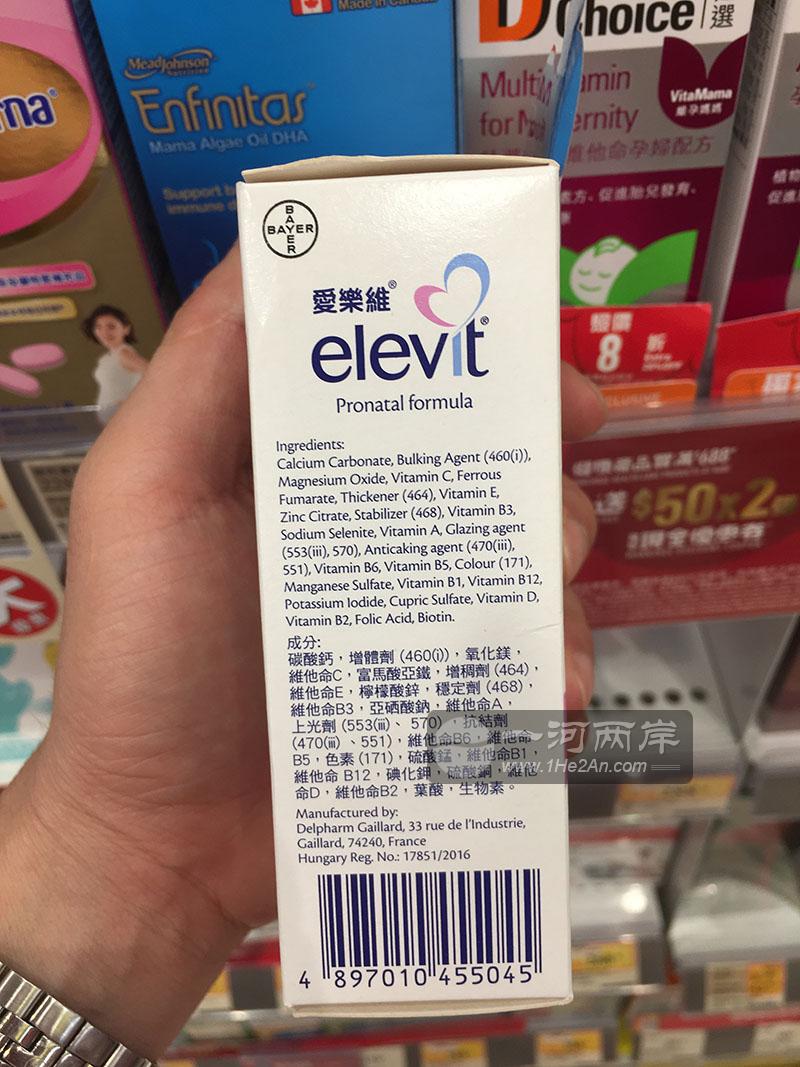 Made in Canada
MeadJohnson
Nutrition
Enfinitas
Mama Algae Oil DHA
Choice
選
VitaMama
維孕媽媽
維他命孕婦配方
BAYER
BAYER
愛樂維®
elevit®
Pronatal formula
Ingredients:
Calcium Carbonate, Bulking Agent (460(i)),
Magnesium Oxide, Vitamin C, Ferrous
Fumarate, Thickener (464), Vitamin E,
Zinc Citrate, Stabilizer (468), Vitamin B3,
Sodium Selenite, Vitamin A, Glazing agent
(553(iii), 570), Anticaking agent (470(iii),
551), Vitamin B6, Vitamin B5, Colour (171),
Manganese Sulfate, Vitamin B1, Vitamin B12,
Potassium Iodide, Cupric Sulfate, Vitamin D,
Vitamin B2, Folic Acid, Biotin.
成分:
碳酸鈣，增體劑 (460(i))，氧化鎂，
維他命C，富馬酸亞鐵，增稠劑 (464)，
維他命E，檸檬酸鋅，穩定劑 (468)，
維他命B3，亞硒酸鈉，維他命A，
上光劑 (553(iii)、570)，抗結劑
(470(iii)、551)，維他命B6，維他命
B5，色素 (171)，硫酸錳，維他命B1，
維他命 B12，碘化鉀，硫酸銅，維他
命D，維他命B2，葉酸，生物素。
Manufactured by:
Delpharm Gaillard, 33 rue de l'Industrie,
Gaillard, 74240, France
Hungary Reg. No.: 17851/2016
4 897010 455045
8 折
$50x2
一河两岸
www.1He2An.com